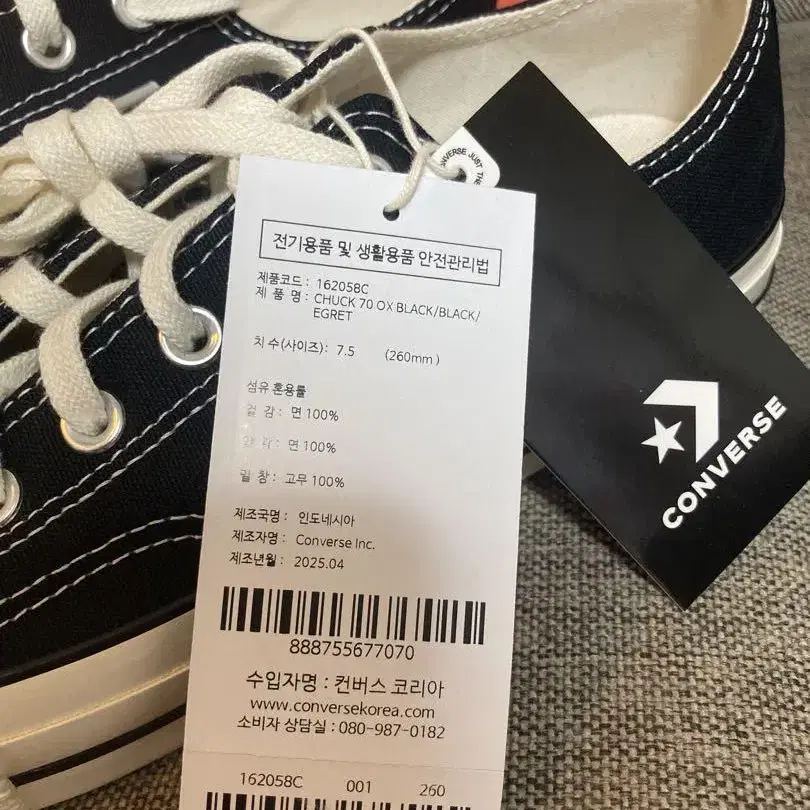 전기용품 및 생활용품 안전관리법
제품코드 : 162058C
제 품 명 : CHUCK 70 OX BLACK/BLACK/
EGRET
치 수(사이즈) : 7.5 (260mm)
섬유 혼용률
겉 감 : 면 100%
안 감 : 면 100%
밑 창 : 고무 100%
제조국명 : 인도네시아
제조자명 : Converse Inc.
제조년월 : 2025.04
888755677070
수입자명 : 컨버스 코리아
www.conversekorea.com
소비자 상담실 : 080-987-0182
162058C 001 260
CONVERSE JUST
CONVERSE